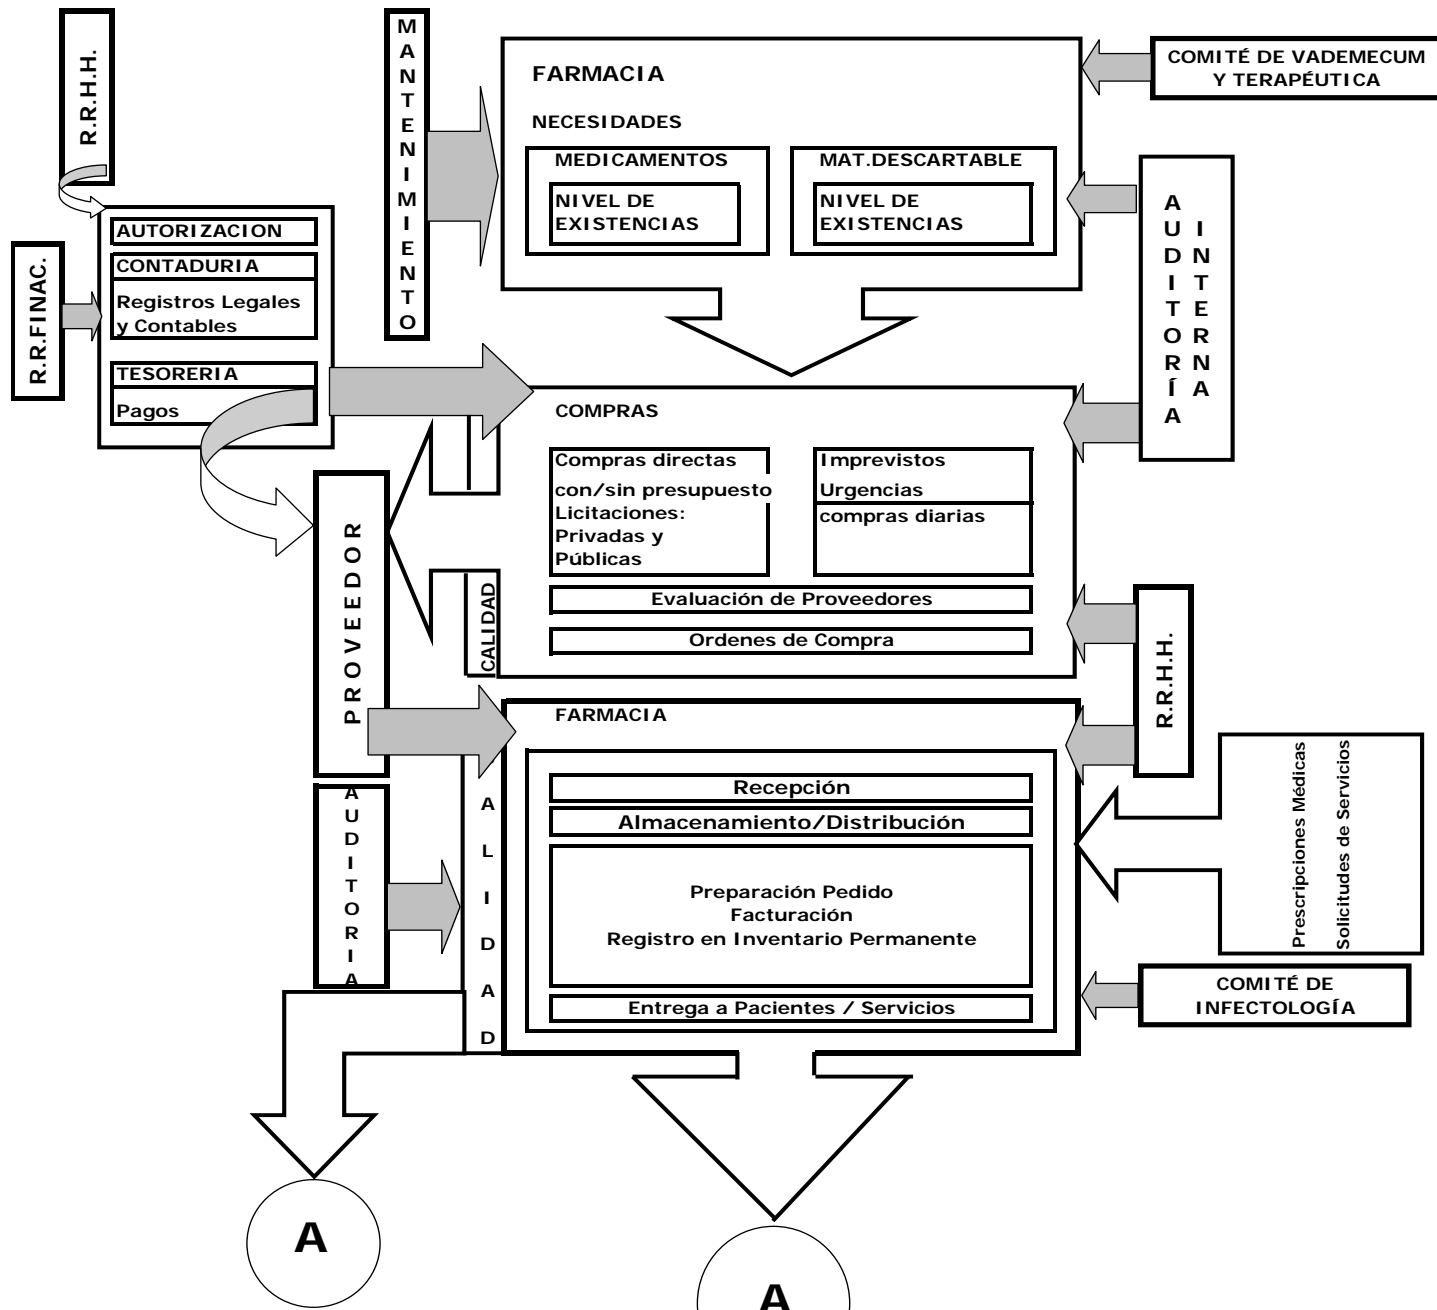 R.R.H.H.
MANTENIMIENTO
FARMACIA
COMITÉ DE VADEMECUM
Y TERAPÉUTICA
NECESIDADES
MEDICAMENTOS
NIVEL DE
EXISTENCIAS
MAT.DESCARTABLE
NIVEL DE
EXISTENCIAS
AUDITORÍA
INTERNA
R.R.FINAC.
AUTORIZACION
CONTADURIA
Registros Legales
y Contables
TESORERIA
Pagos
COMPRAS
Compras directas
con/sin presupuesto
Licitaciones:
Privadas y
Públicas
Imprevistos
Urgencias
compras diarias
Evaluación de Proveedores
Ordenes de Compra
CALIDAD
PROVEEDOR
R.R.H.H.
FARMACIA
Recepción
Almacenamiento/Distribución
Preparación Pedido
Facturación
Registro en Inventario Permanente
Entrega a Pacientes / Servicios
ALIDAD
AUDITORIA
Prescripciones Médicas
Solicitudes de Servicios
COMITÉ DE
INFECTOLOGÍA
A
A